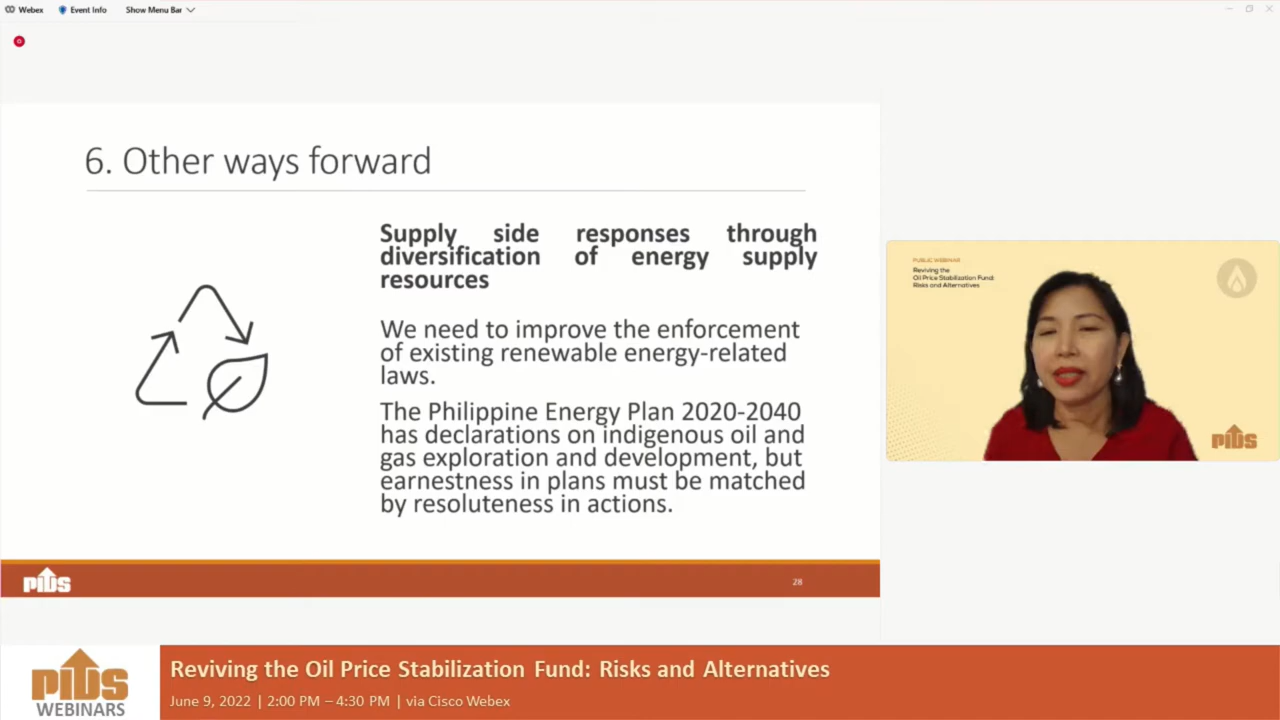 Webex Event Info Show Menu Bar
6. Other ways forward
Supply side responses through
diversification of energy supply
resources
We need to improve the enforcement
of existing renewable energy-related
laws.
The Philippine Energy Plan 2020-2040
has declarations on indigenous oil and
gas exploration and development, but
earnestness in plans must be matched
by resoluteness in actions.
PIDS
28
PUBLIC WEBINAR
Reviving the
Oil Price Stabilization Fund:
Risks and Alternatives
PIDS
PIDS
WEBINARS
Reviving the Oil Price Stabilization Fund: Risks and Alternatives
June 9, 2022 | 2:00 PM – 4:30 PM | via Cisco Webex